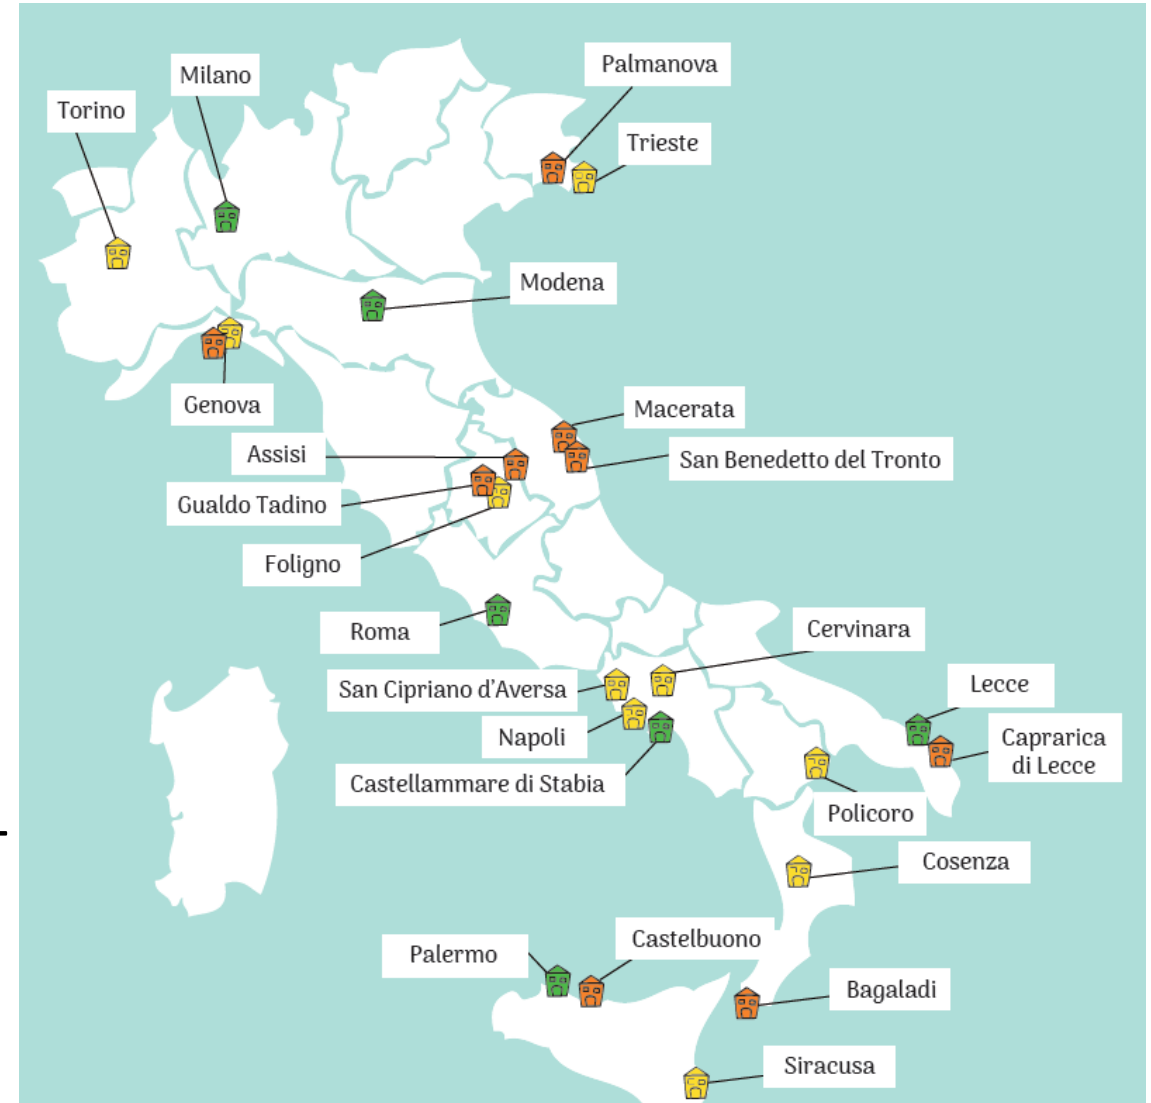 Palmanova
Milano
Torino
Trieste
Modena
Genova
Macerata
Assisi
San Benedetto del Tronto
Gualdo Tadino
Foligno
Roma
Cervinara
San Cipriano d'Aversa
Lecce
Napoli
Caprarica
di Lecce
Castellammare di Stabia
Policoro
Cosenza
Castelbuono
Palermo
Bagaladi
Siracusa